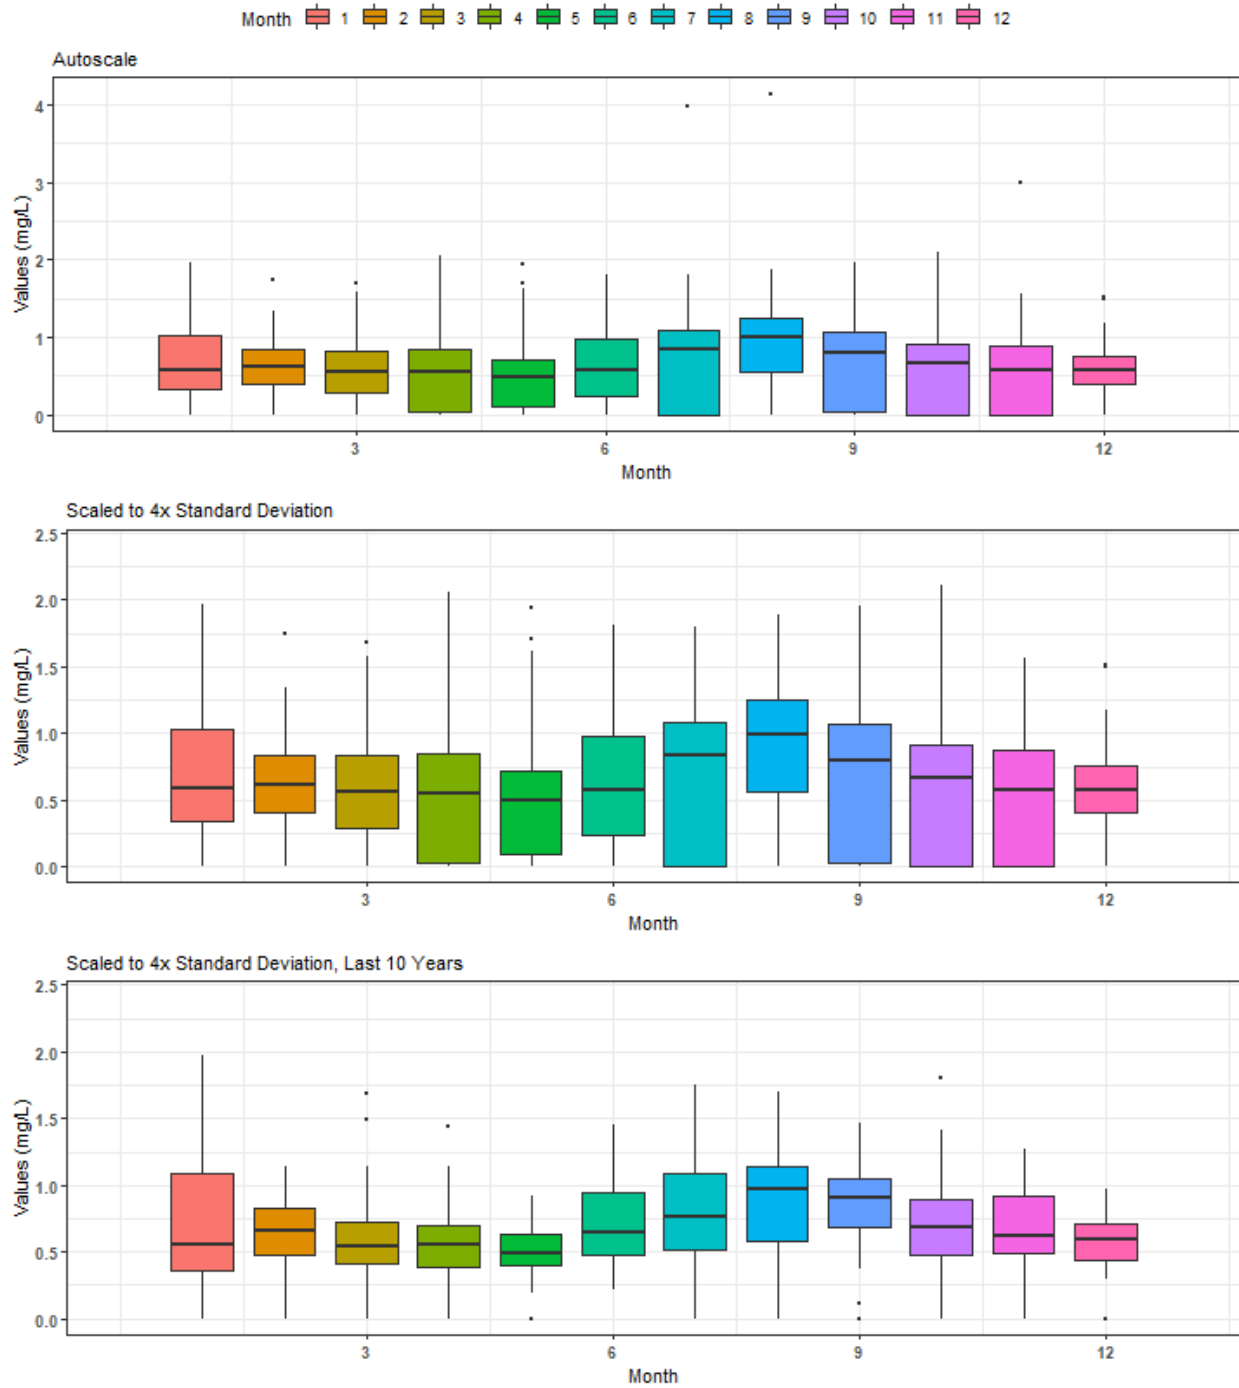 Month 1 2 3 4 5 6 7 8 9 10 11 12
Autoscale
Values (mg/L)
4
3
2
1
0
3 6 9 12
Month
Scaled to 4x Standard Deviation
Values (mg/L)
2.5
2.0
1.5
1.0
0.5
0.0
3 6 9 12
Month
Scaled to 4x Standard Deviation, Last 10 Years
Values (mg/L)
2.5
2.0
1.5
1.0
0.5
0.0
3 6 9 12
Month